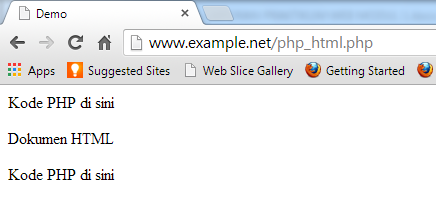 Demo
www.example.net/php_html.php
Apps Suggested Sites Web Slice Gallery Getting Started
Kode PHP di sini
Dokumen HTML
Kode PHP di sini